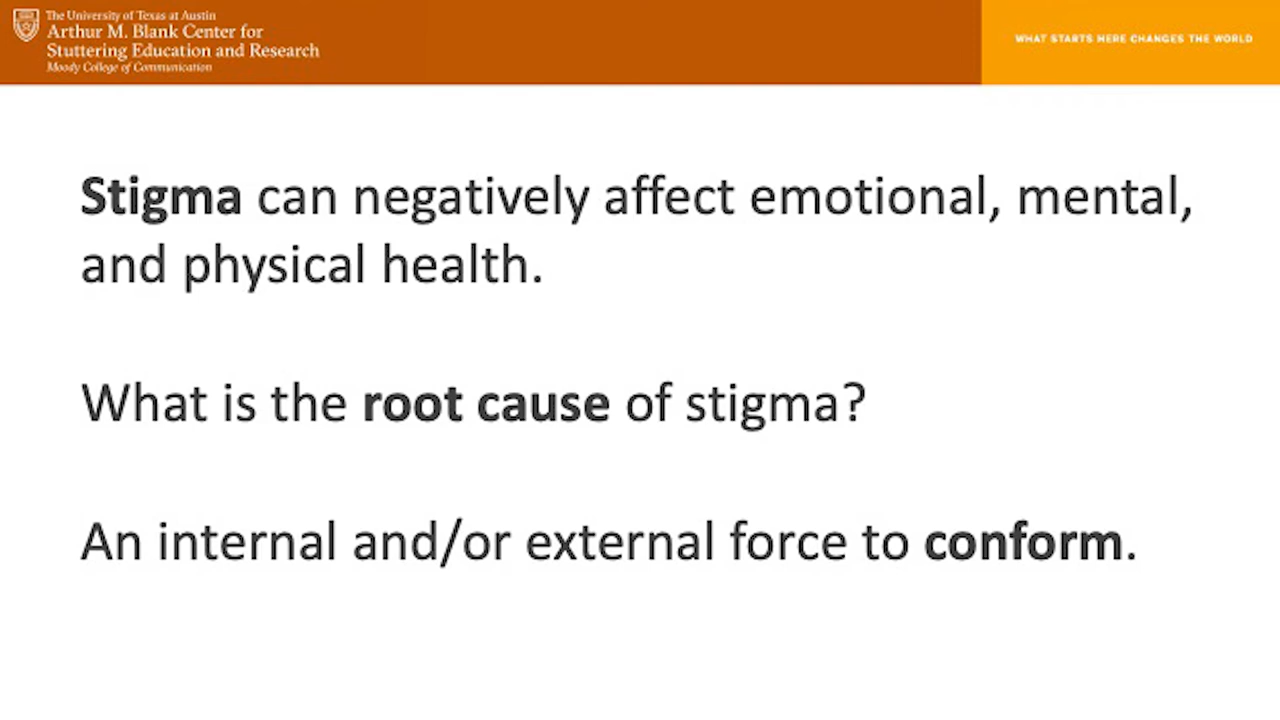 The University of Texas at Austin
Arthur M. Blank Center for
Stuttering Education and Research
Moody College of Communication
WHAT STARTS HERE CHANGES THE WORLD
Stigma can negatively affect emotional, mental,
and physical health.
What is the root cause of stigma?
An internal and/or external force to conform.